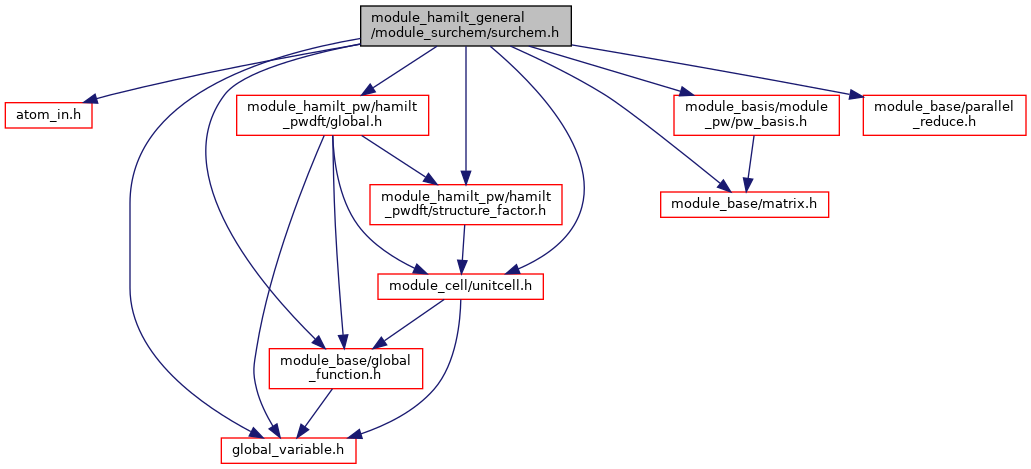 module_hamilt_general
/module_surchem/surchem.h
atom_in.h
module_hamilt_pw/hamilt
_pwdft/global.h
module_basis/module
_pw/pw_basis.h
module_base/parallel
_reduce.h
module_hamilt_pw/hamilt
_pwdft/structure_factor.h
module_base/matrix.h
module_cell/unitcell.h
module_base/global
_function.h
global_variable.h